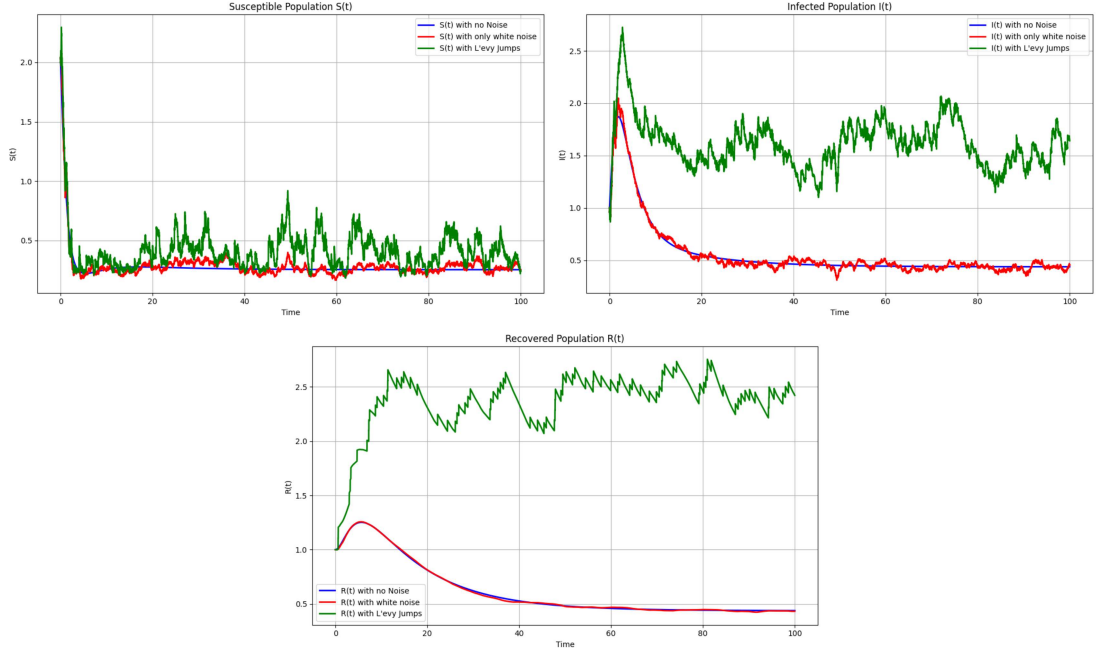 Susceptible Population S(t)
S(t) with no Noise
S(t) with only white noise
S(t) with L'evy Jumps
2.0
1.5
1.0
0.5
S(t)
0
20
40
60
80
100
Time
Infected Population I(t)
I(t) with no Noise
I(t) with only white noise
I(t) with L'evy Jumps
2.5
2.0
1.5
1.0
0.5
I(t)
0
20
40
60
80
100
Time
Recovered Population R(t)
2.5
2.0
1.5
1.0
0.5
R(t)
R(t) with no Noise
R(t) with white noise
R(t) with L'evy Jumps
0
20
40
60
80
100
Time